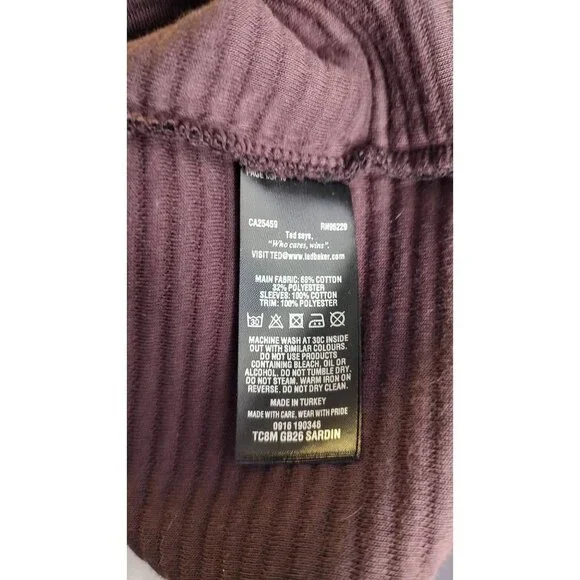 CA25459 RN95229
Ted says,
"Who cares, wins".
VISIT TED@www.tedbaker.com
MAIN FABRIC: 68% COTTON
32% POLYESTER
SLEEVES: 100% COTTON
TRIM: 100% POLYESTER
30
MACHINE WASH AT 30C INSIDE
OUT WITH SIMILAR COLOURS.
DO NOT USE PRODUCTS
CONTAINING BLEACH, OIL OR
ALCOHOL. DO NOT TUMBLE DRY.
DO NOT STEAM. WARM IRON ON
REVERSE. DO NOT DRY CLEAN.
MADE IN TURKEY
MADE WITH CARE, WEAR WITH PRIDE
0916 190346
TC8M GB26 SARDIN